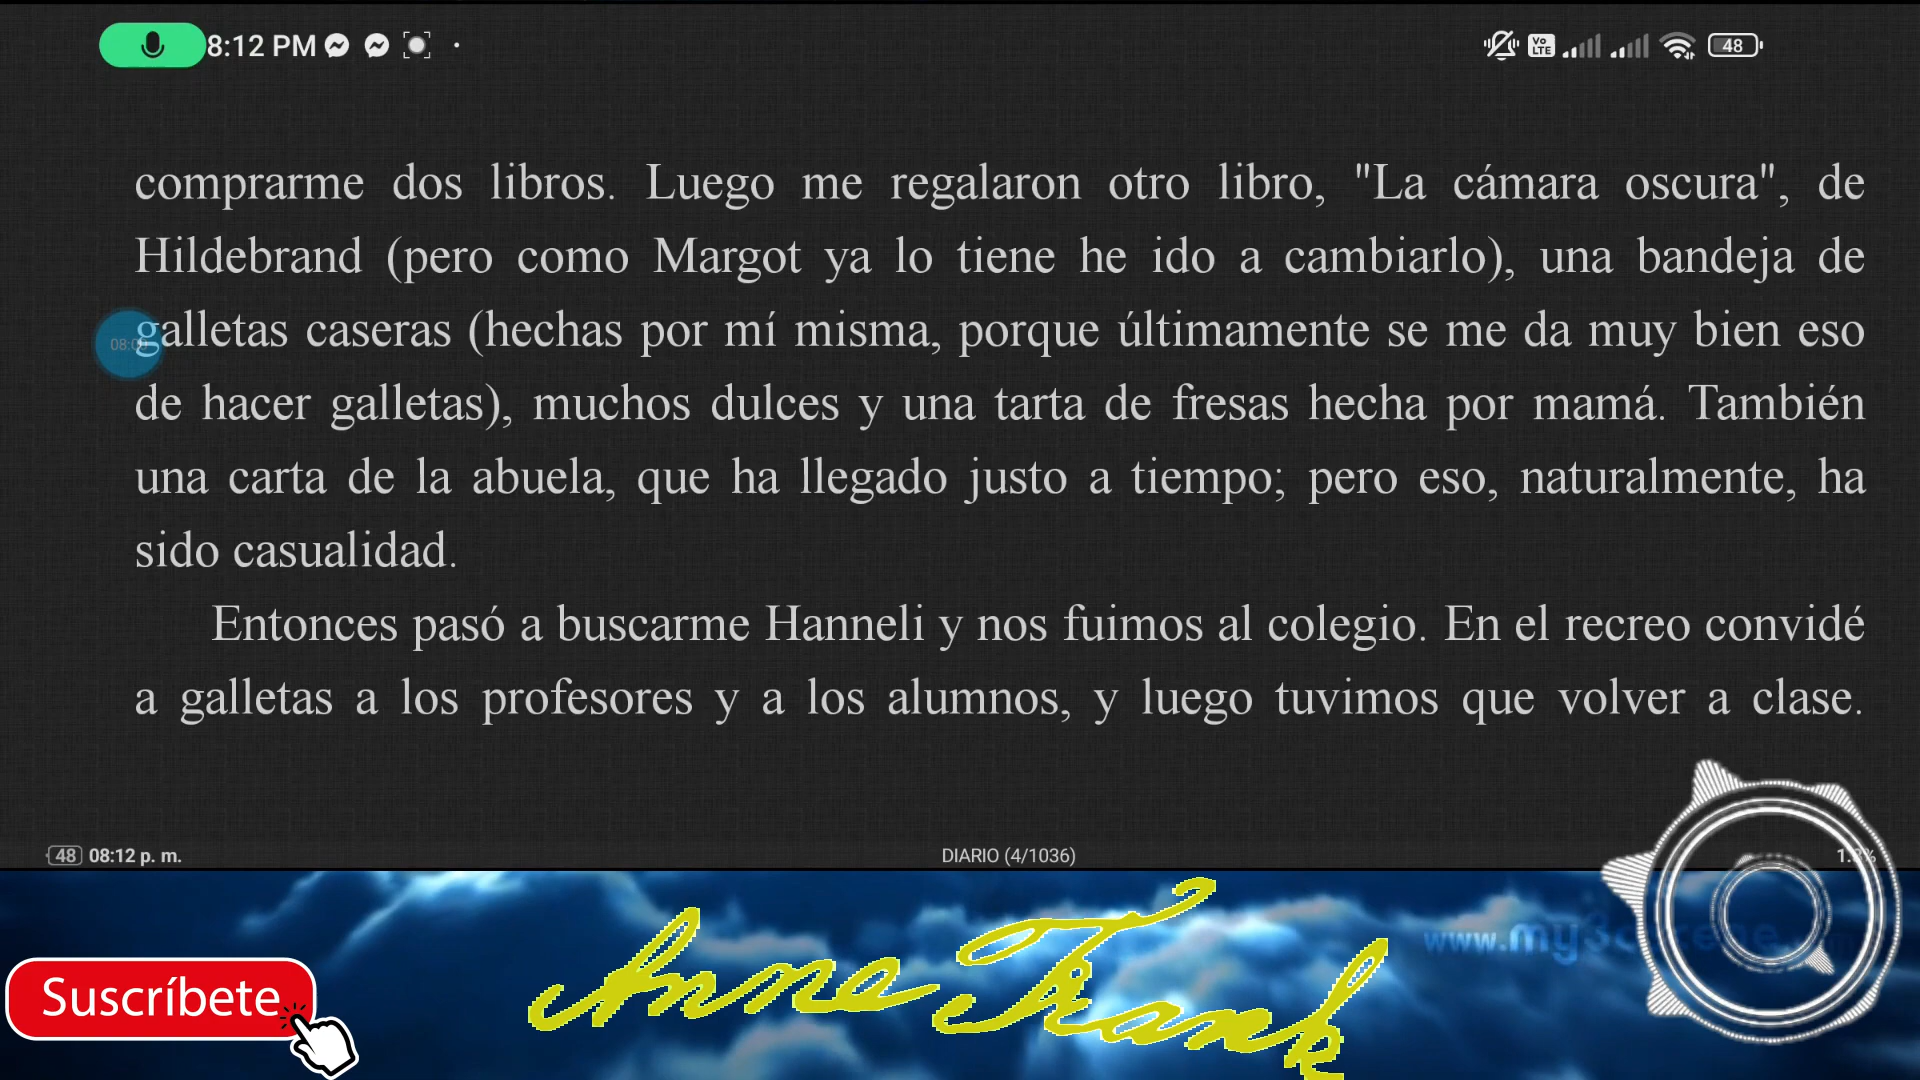 8:12 PM
Vo LTE
48
comprarme dos libros. Luego me regalaron otro libro, "La cámara oscura", de
Hildebrand (pero como Margot ya lo tiene he ido a cambiarlo), una bandeja de
galletas caseras (hechas por mí misma, porque últimamente se me da muy bien eso
de hacer galletas), muchos dulces y una tarta de fresas hecha por mamá. También
una carta de la abuela, que ha llegado justo a tiempo; pero eso, naturalmente, ha
sido casualidad.
Entonces pasó a buscarme Hanneli y nos fuimos al colegio. En el recreo convidé
a galletas a los profesores y a los alumnos, y luego tuvimos que volver a clase.
48 08:12 p. m.
DIARIO (4/1036)
Anne Frank
Suscríbete